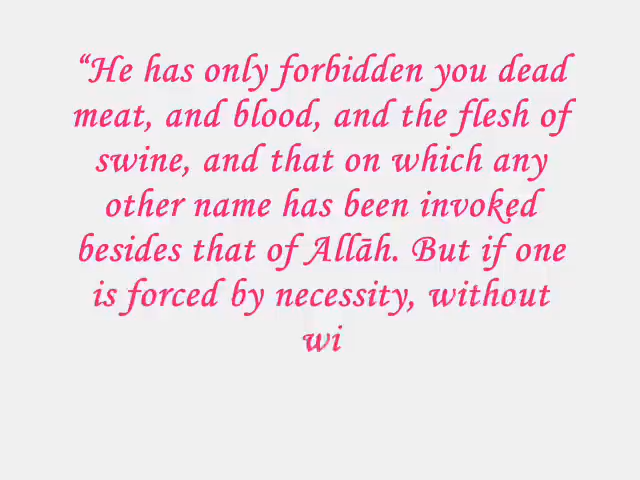 “He has only forbidden you dead
meat, and blood, and the flesh of
swine, and that on which any
other name has been invoked
besides that of Allāh. But if one
is forced by necessity, without
wi